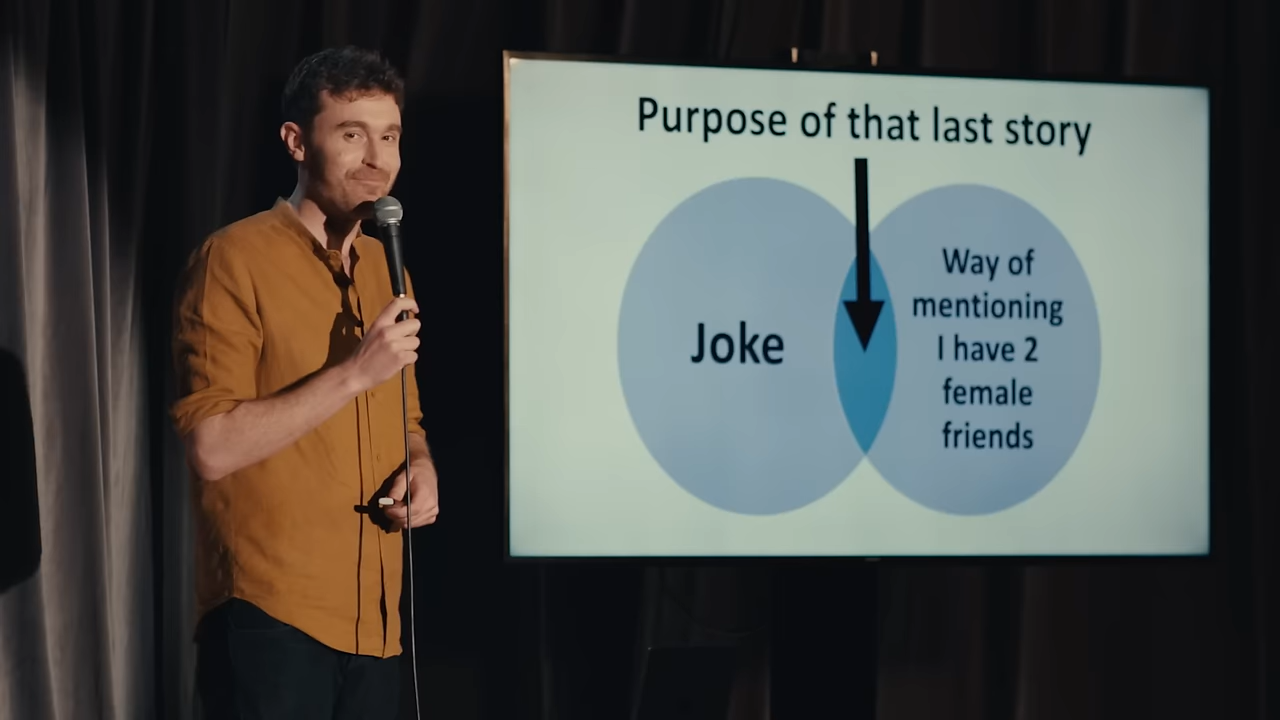 Purpose of that last story
Joke
Way of
mentioning
I have 2
female
friends